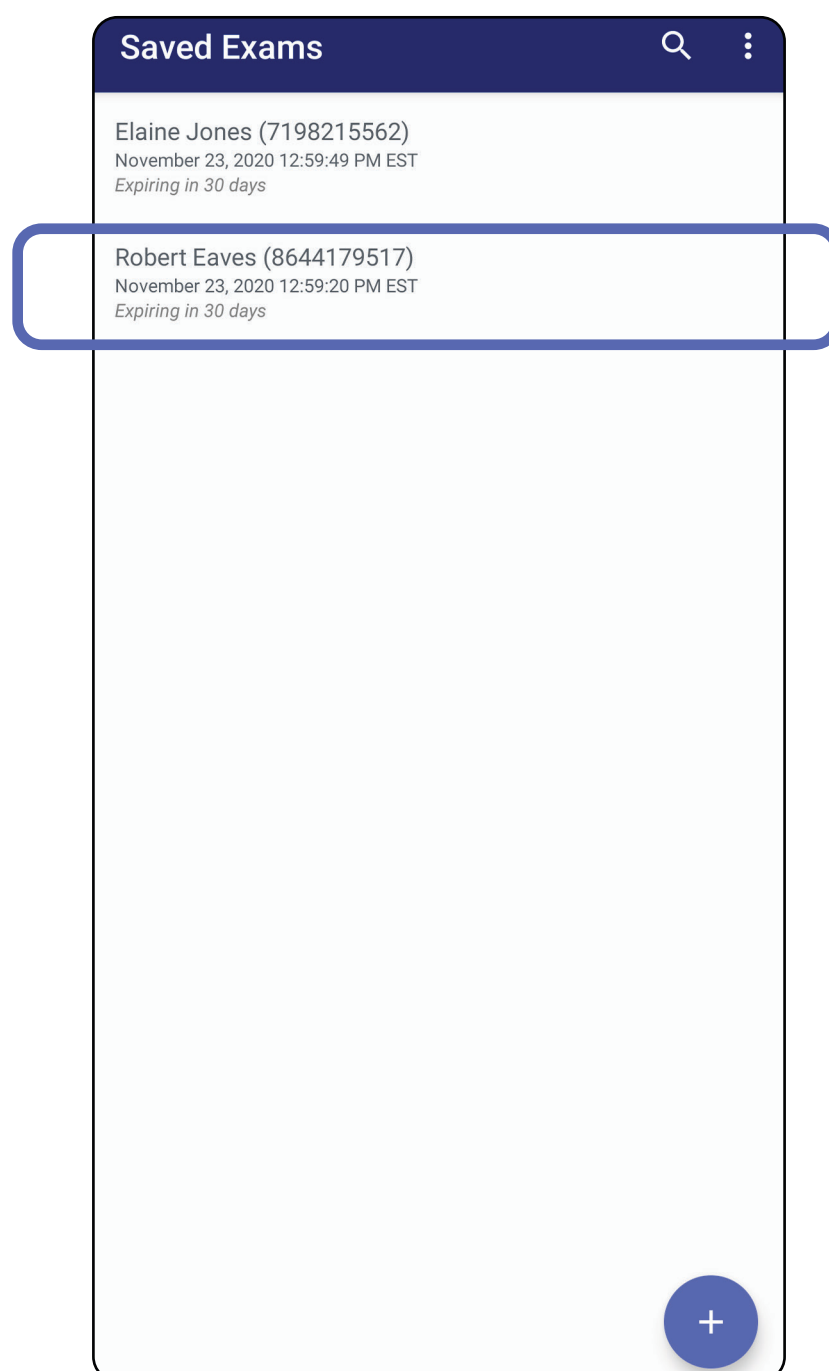 Saved Exams
Elaine Jones (7198215562)
November 23, 2020 12:59:49 PM EST
Expiring in 30 days
Robert Eaves (8644179517)
November 23, 2020 12:59:20 PM EST
Expiring in 30 days
+